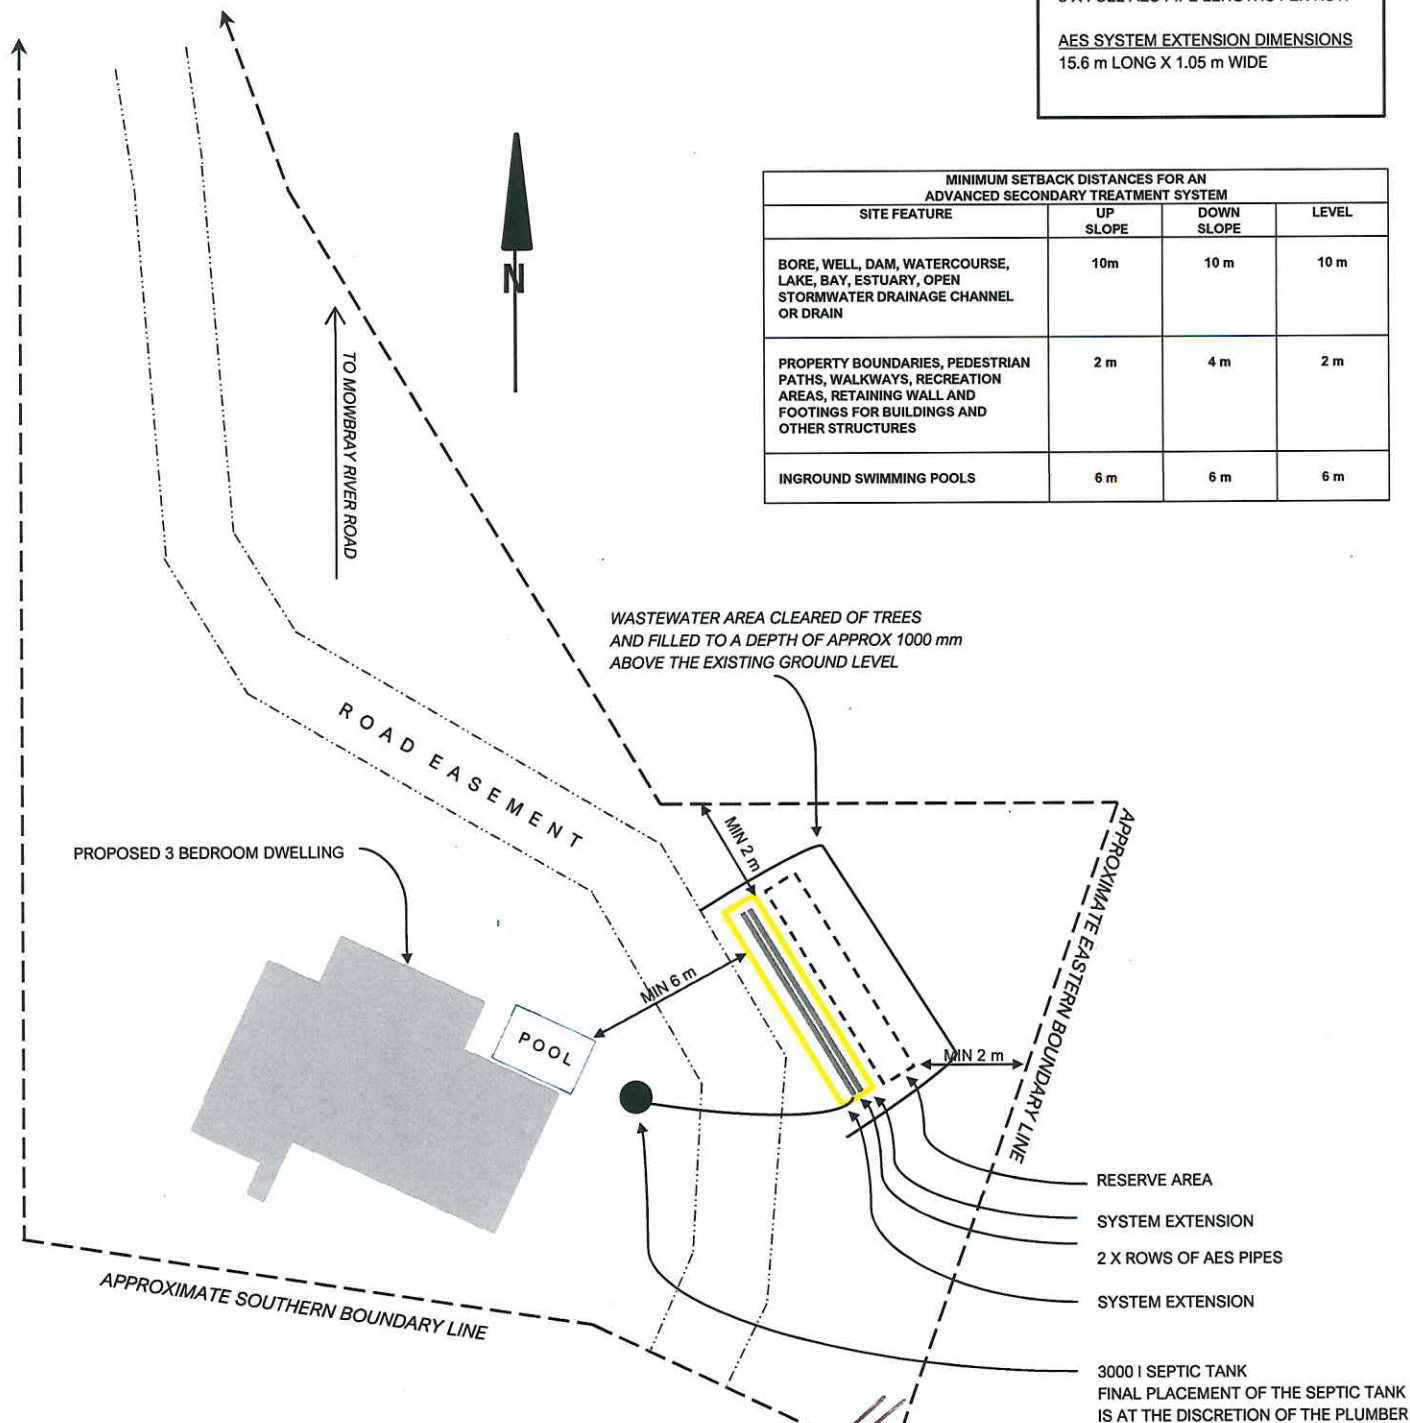 AES SYSTEM EXTENSION DIMENSIONS
15.6 m LONG X 1.05 m WIDE
MINIMUM SETBACK DISTANCES FOR AN
ADVANCED SECONDARY TREATMENT SYSTEM
SITE FEATURE
UP
SLOPE
DOWN
SLOPE
LEVEL
BORE, WELL, DAM, WATERCOURSE,
LAKE, BAY, ESTUARY, OPEN
STORMWATER DRAINAGE CHANNEL
OR DRAIN
10m
10 m
10 m
PROPERTY BOUNDARIES, PEDESTRIAN
PATHS, WALKWAYS, RECREATION
AREAS, RETAINING WALL AND
FOOTINGS FOR BUILDINGS AND
OTHER STRUCTURES
2 m
4 m
2 m
INGROUND SWIMMING POOLS
6 m
6 m
6 m
N
TO MOWBRAY RIVER ROAD
WASTEWATER AREA CLEARED OF TREES
AND FILLED TO A DEPTH OF APPROX 1000 mm
ABOVE THE EXISTING GROUND LEVEL
ROAD EASEMENT
PROPOSED 3 BEDROOM DWELLING
MIN 2 m
APPROXIMATE EASTERN BOUNDARY LINE
MIN 6 m
POOL
MIN 2 m
RESERVE AREA
SYSTEM EXTENSION
2 X ROWS OF AES PIPES
SYSTEM EXTENSION
APPROXIMATE SOUTHERN BOUNDARY LINE
3000 l SEPTIC TANK
FINAL PLACEMENT OF THE SEPTIC TANK
IS AT THE DISCRETION OF THE PLUMBER